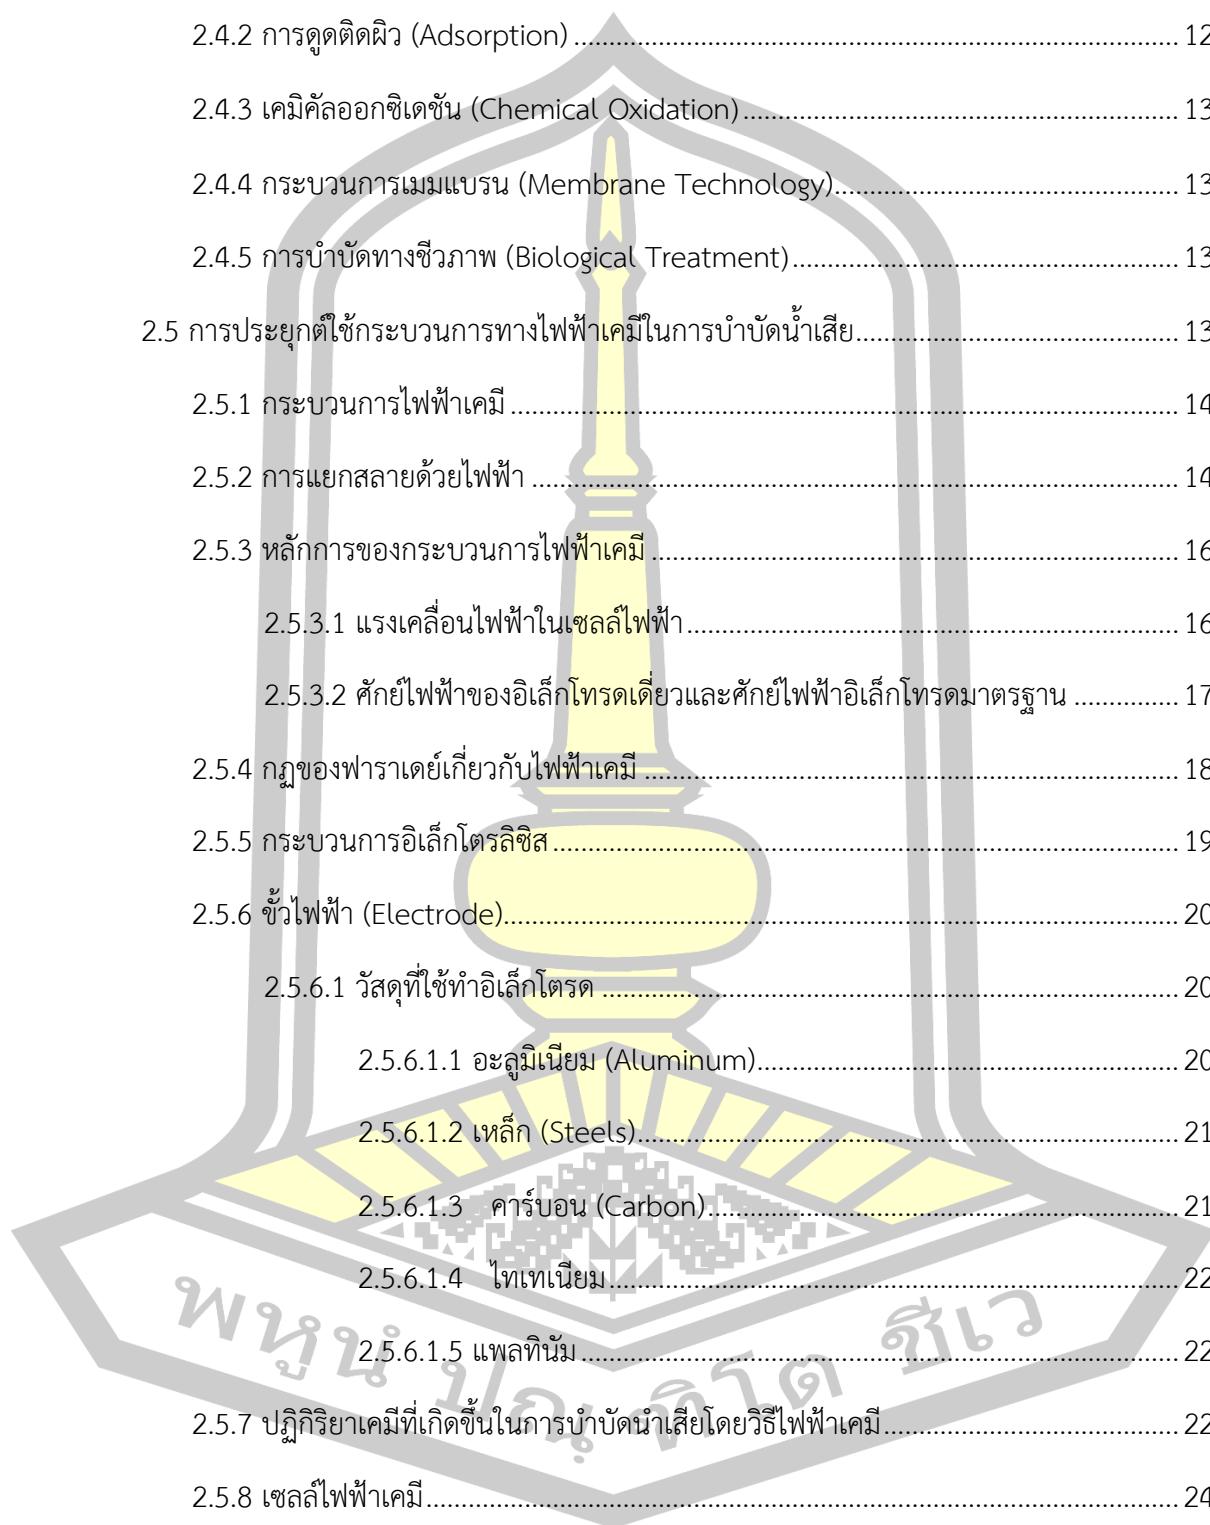 2.4.2 การดูดติดผิว (Adsorption) ........ 12
2.4.3 เคมิคัลออกซิเดชัน (Chemical Oxidation) ........ 13
2.4.4 กระบวนการเมมแบรน (Membrane Technology) ........ 13
2.4.5 การบำบัดทางชีวภาพ (Biological Treatment) ........ 13
2.5 การประยุกต์ใช้กระบวนการทางไฟฟ้าเคมีในการบำบัดน้ำเสีย ........ 13
2.5.1 กระบวนการไฟฟ้าเคมี ........ 14
2.5.2 การแยกสลายด้วยไฟฟ้า ........ 14
2.5.3 หลักการของกระบวนการไฟฟ้าเคมี ........ 16
2.5.3.1 แรงเคลื่อนไฟฟ้าในเซลล์ไฟฟ้า ........ 16
2.5.3.2 ศักย์ไฟฟ้าของอิเล็กโทรดเดี่ยวและศักย์ไฟฟ้าอิเล็กโทรดมาตรฐาน ........ 17
2.5.4 กฎของฟาราเดย์เกี่ยวกับไฟฟ้าเคมี ........ 18
2.5.5 กระบวนการอิเล็กโตรลิซิส ........ 19
2.5.6 ขั้วไฟฟ้า (Electrode) ........ 20
2.5.6.1 วัสดุที่ใช้ทำอิเล็กโตรด ........ 20
2.5.6.1.1 อะลูมิเนียม (Aluminum) ........ 20
2.5.6.1.2 เหล็ก (Steels) ........ 21
2.5.6.1.3 คาร์บอน (Carbon) ........ 21
2.5.6.1.4 ไทเทเนียม ........ 22
2.5.6.1.5 แพลทินัม ........ 22
2.5.7 ปฏิกิริยาเคมีที่เกิดขึ้นในการบำบัดน้ำเสียโดยวิธีไฟฟ้าเคมี ........ 22
2.5.8 เซลล์ไฟฟ้าเคมี ........ 24
พหูนํ ปณฺฑิโต ชีเว